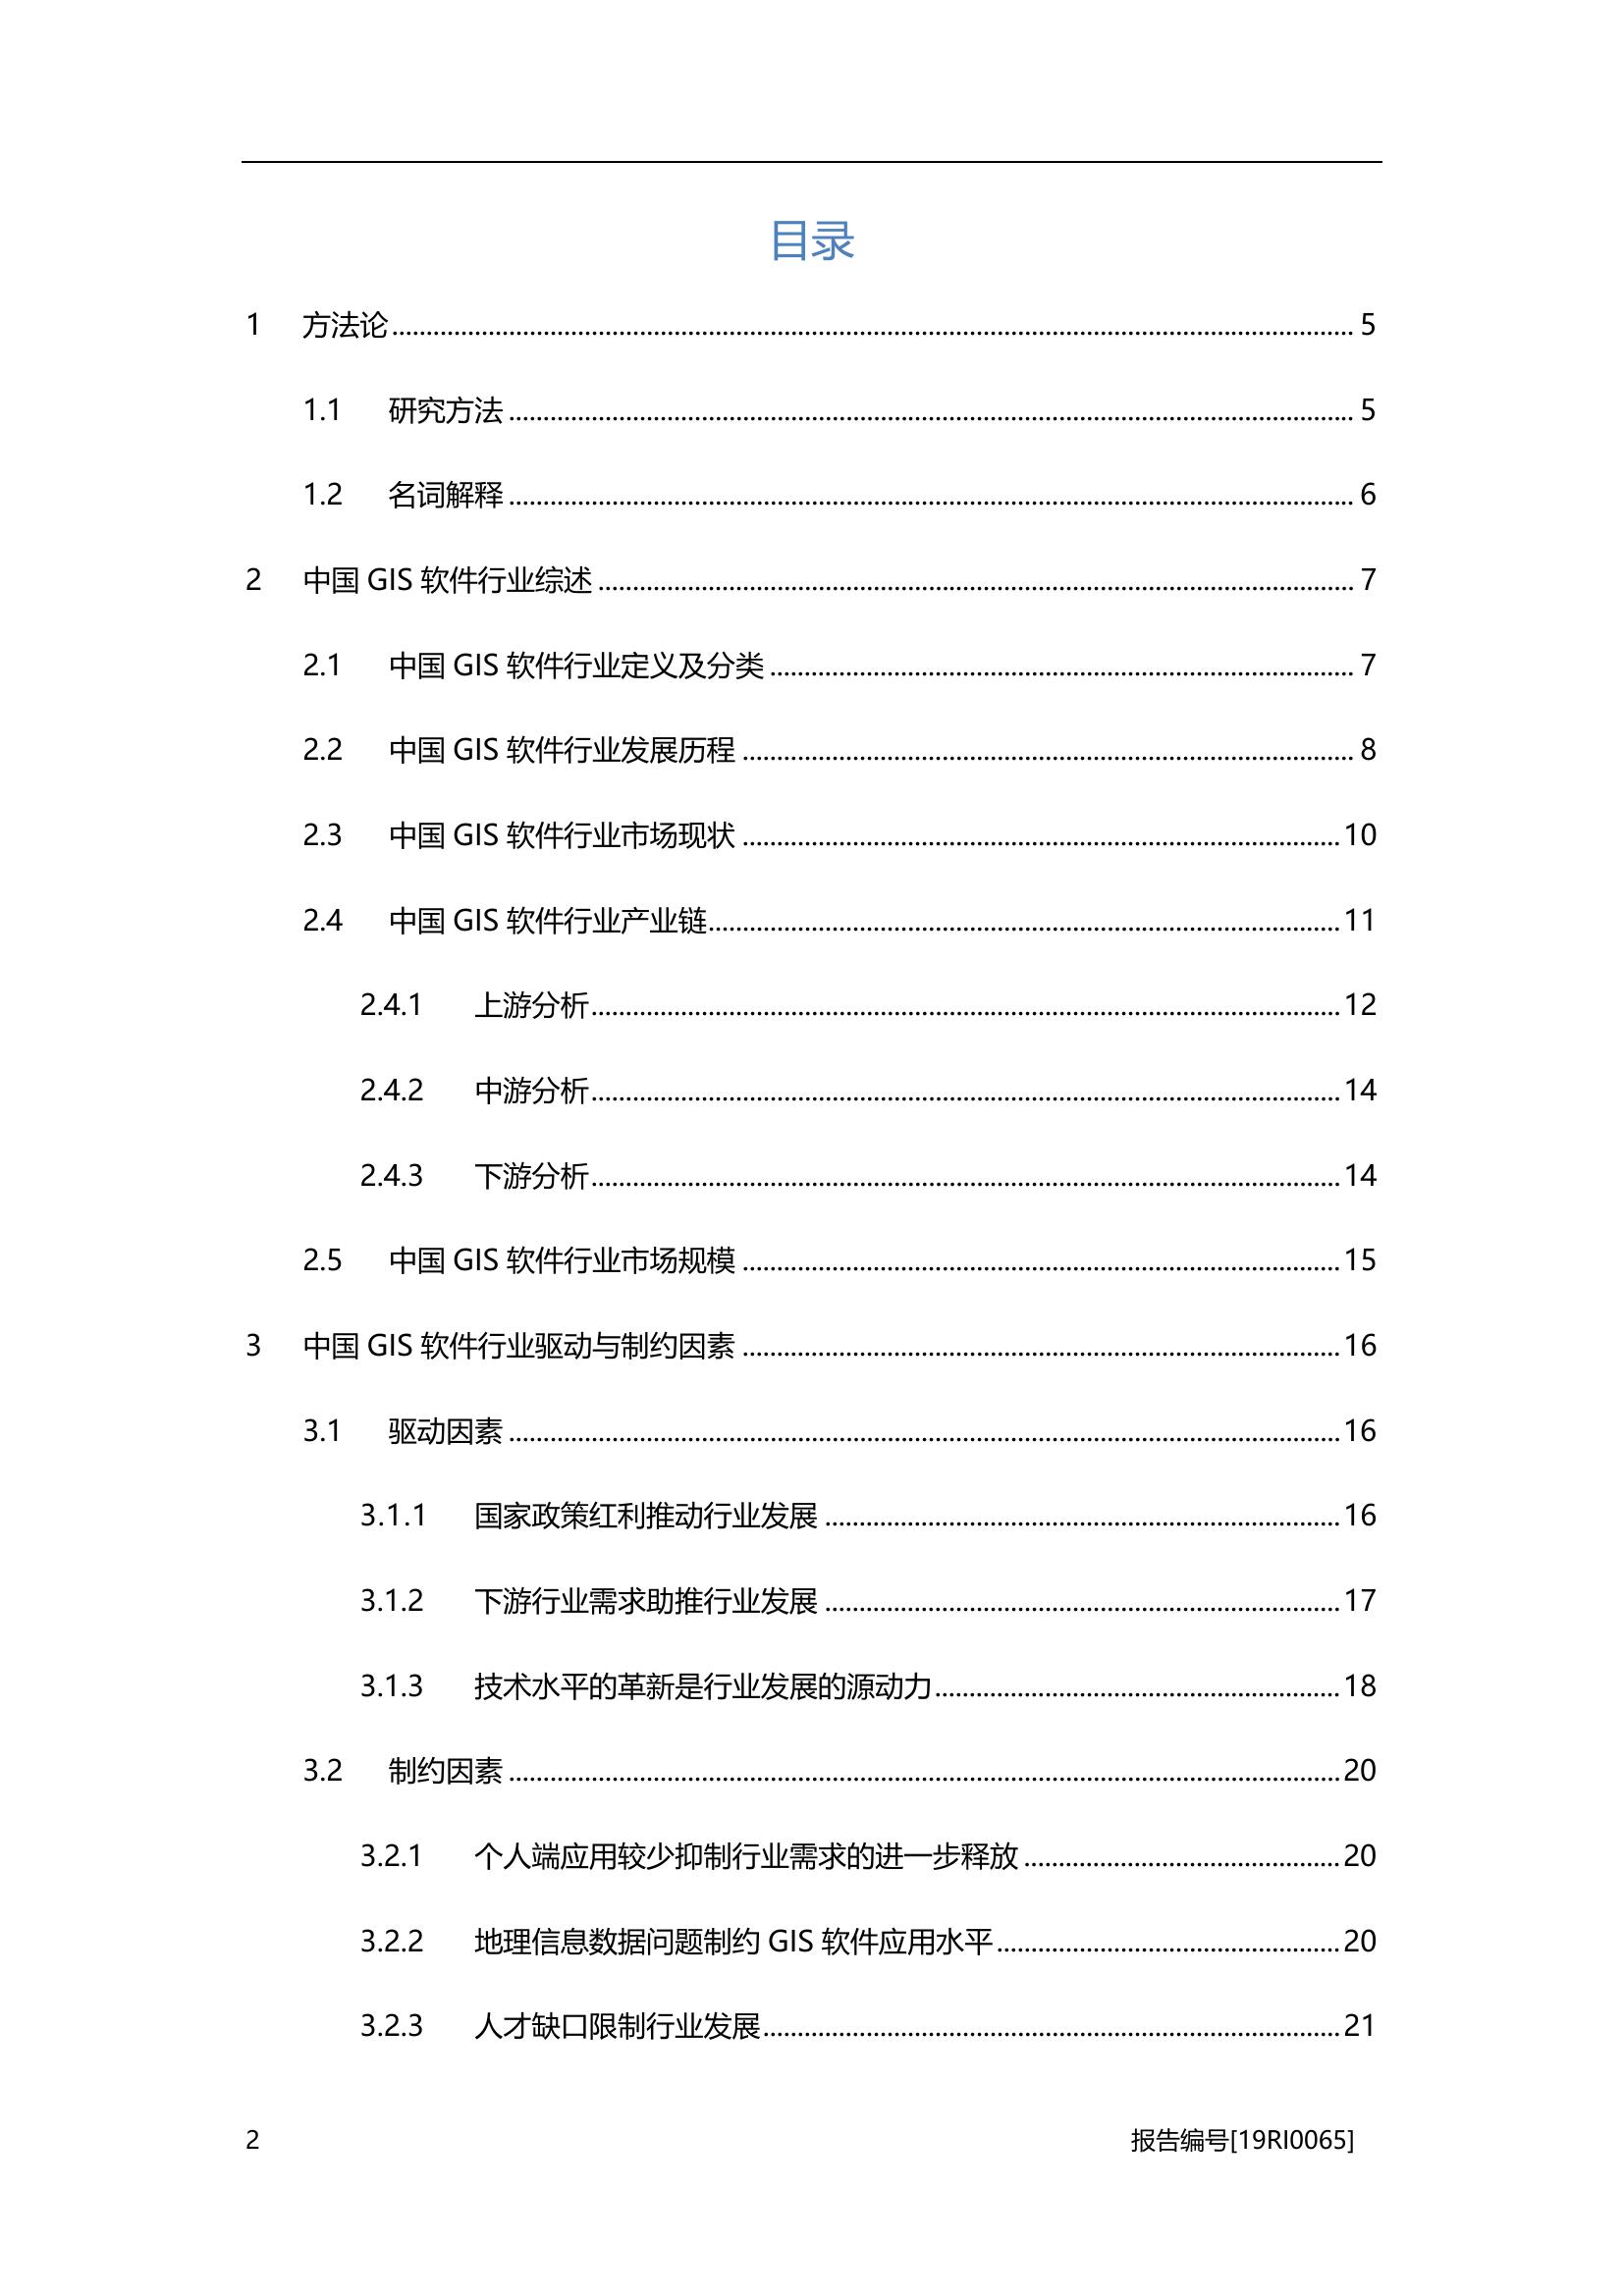 目录
1 方法论 5
1.1 研究方法 5
1.2 名词解释 6
2 中国 GIS 软件行业综述 7
2.1 中国 GIS 软件行业定义及分类 7
2.2 中国 GIS 软件行业发展历程 8
2.3 中国 GIS 软件行业市场现状 10
2.4 中国 GIS 软件行业产业链 11
2.4.1 上游分析 12
2.4.2 中游分析 14
2.4.3 下游分析 14
2.5 中国 GIS 软件行业市场规模 15
3 中国 GIS 软件行业驱动与制约因素 16
3.1 驱动因素 16
3.1.1 国家政策红利推动行业发展 16
3.1.2 下游行业需求助推行业发展 17
3.1.3 技术水平的革新是行业发展的源动力 18
3.2 制约因素 20
3.2.1 个人端应用较少抑制行业需求的进一步释放 20
3.2.2 地理信息数据问题制约 GIS 软件应用水平 20
3.2.3 人才缺口限制行业发展 21
2 报告编号[19RI0065]